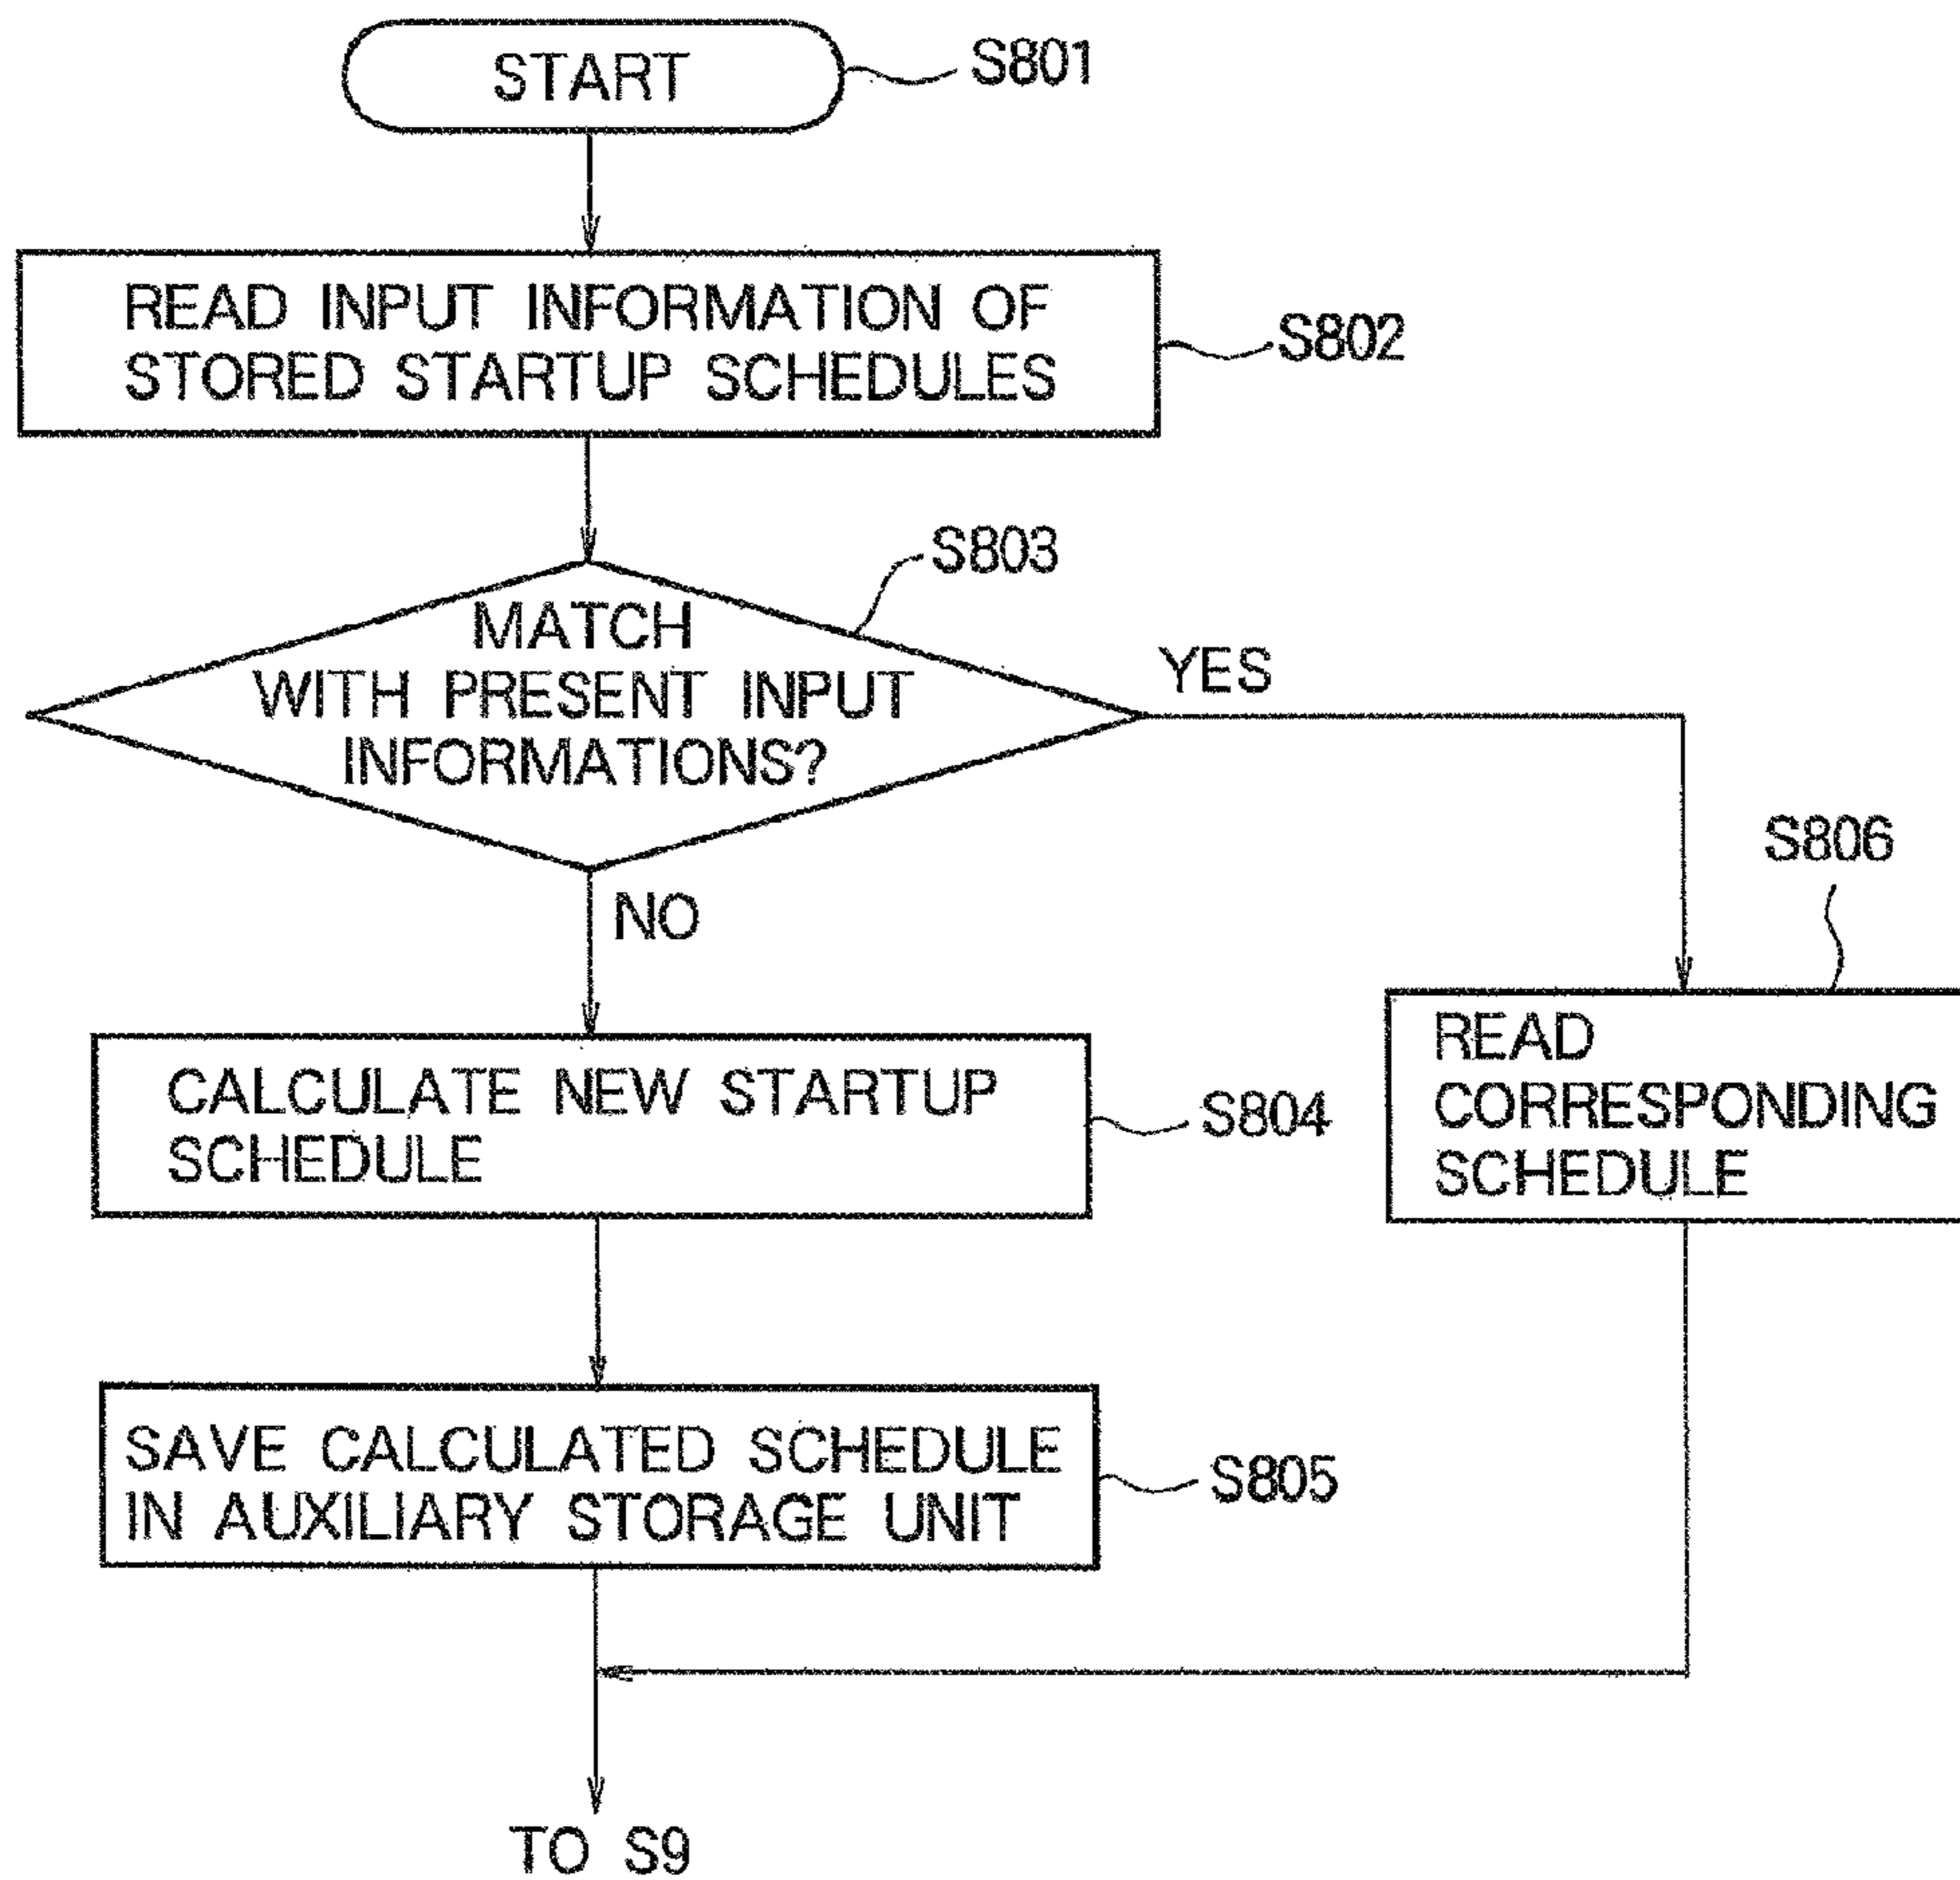 START
S801
READ INPUT INFORMATION OF
STORED STARTUP SCHEDULES
S802
S803
MATCH
WITH PRESENT INPUT
INFORMATIONS?
YES
NO
S806
READ
CORRESPONDING
SCHEDULE
CALCULATE NEW STARTUP
SCHEDULE
S804
SAVE CALCULATED SCHEDULE
IN AUXILIARY STORAGE UNIT
S805
TO S9